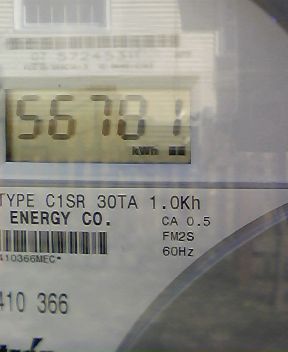 56781
kWh
TYPE C1SR 30TA 1.0Kh
ENERGY CO.
CA 0.5
FM2S
60Hz
410366MEC*
410 366